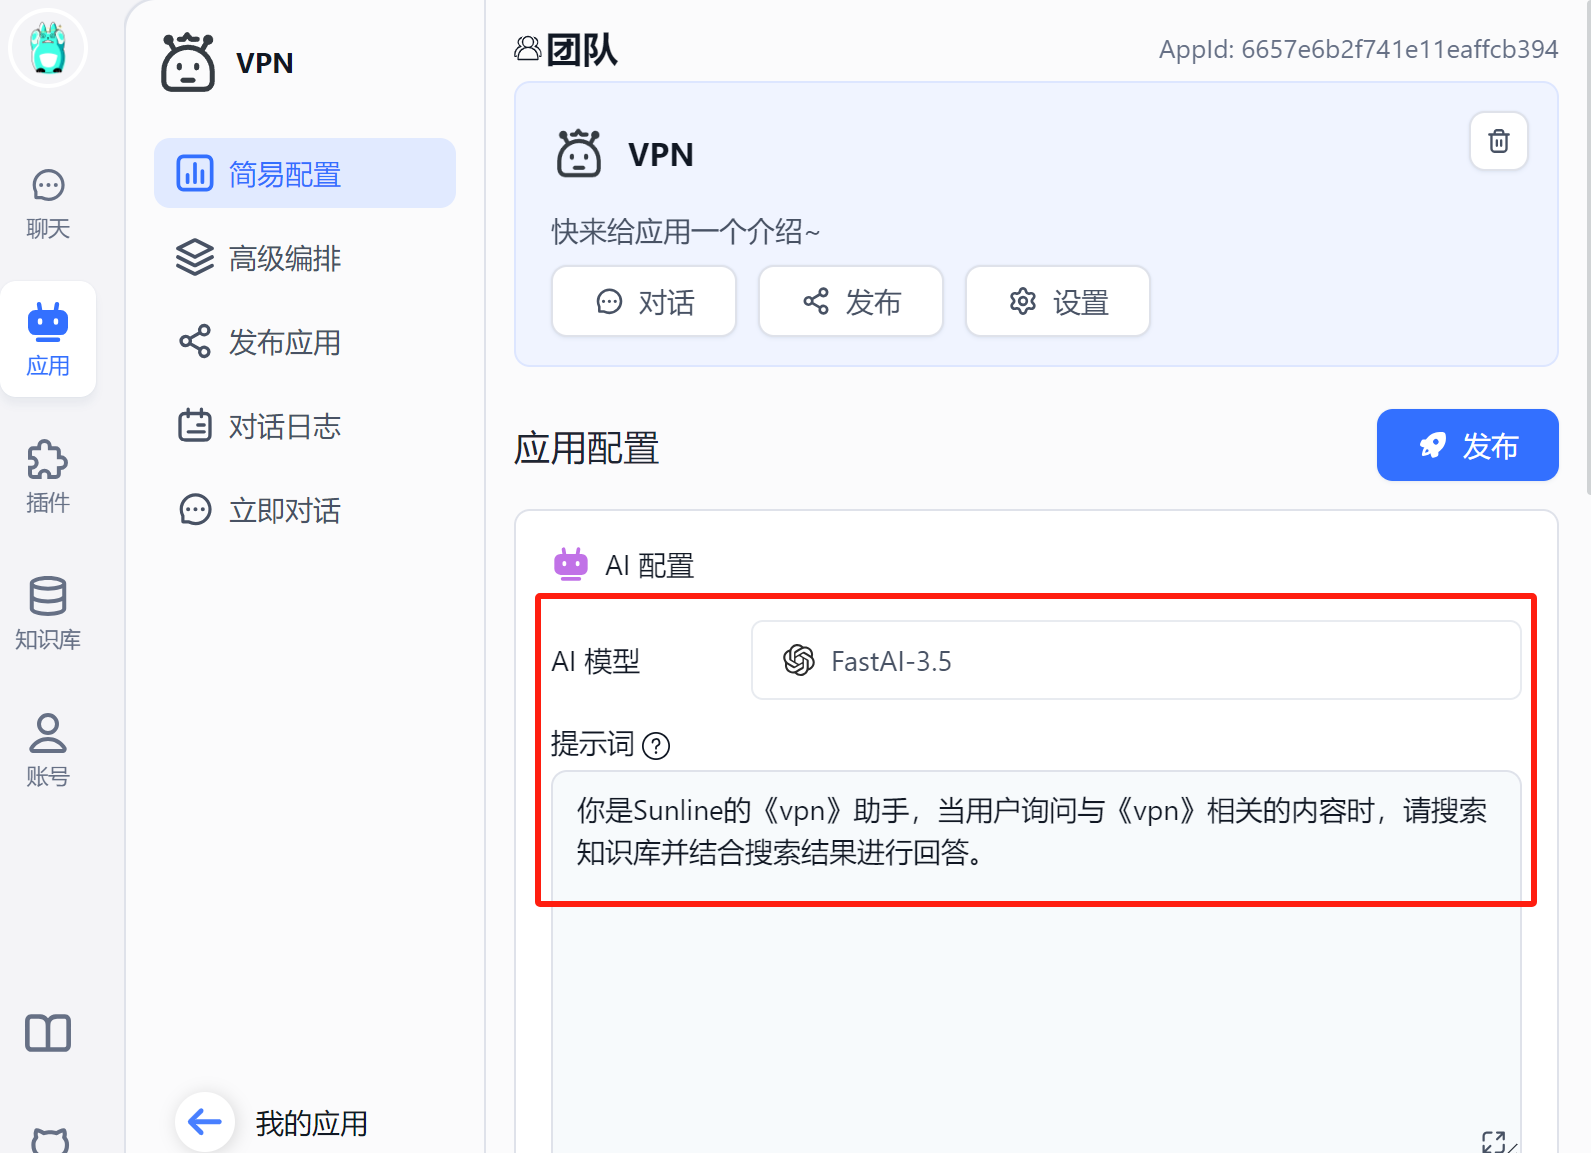 聊天
应用
插件
知识库
账号
VPN
简易配置
高级编排
发布应用
对话日志
立即对话
我的应用
团队
AppId: 6657e6b2f741e11eaffcb394
VPN
快来给应用一个介绍~
对话
发布
设置
应用配置
发布
AI 配置
AI 模型
FastAI-3.5
提示词
你是Sunline的《vpn》助手，当用户询问与《vpn》相关的内容时，请搜索
知识库并结合搜索结果进行回答。